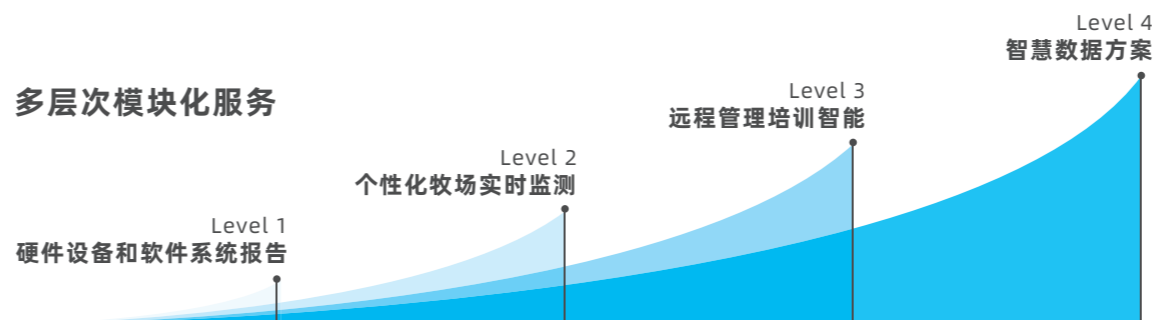 多层次模块化服务
Level 1
硬件设备和软件系统报告
Level 2
个性化牧场实时监测
Level 3
远程管理培训智能
Level 4
智慧数据方案